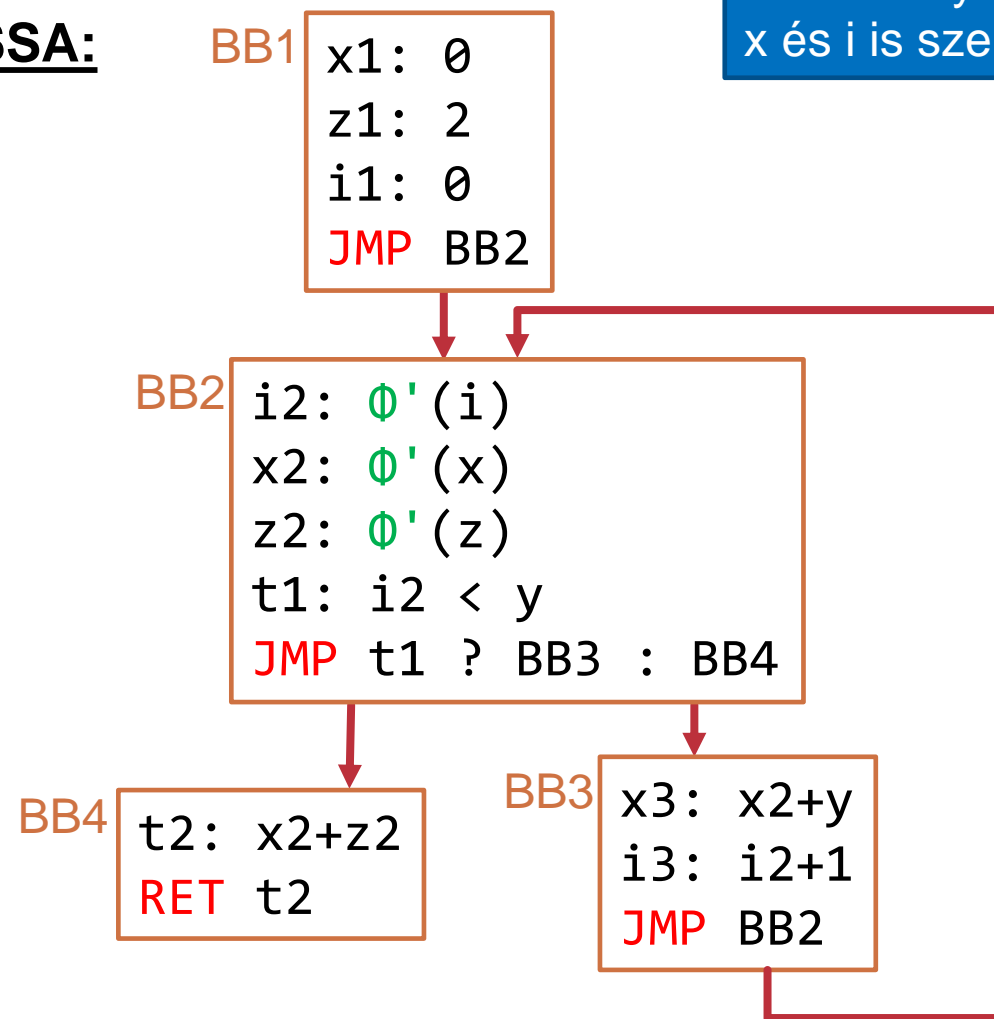 SSA:
x és i is
BB1
x1: 0
z1: 2
i1: 0
JMP BB2
BB2
i2: Φ'(i)
x2: Φ'(x)
z2: Φ'(z)
t1: i2 < y
JMP t1 ? BB3 : BB4
BB4
t2: x2+z2
RET t2
BB3
x3: x2+y
i3: i2+1
JMP BB2